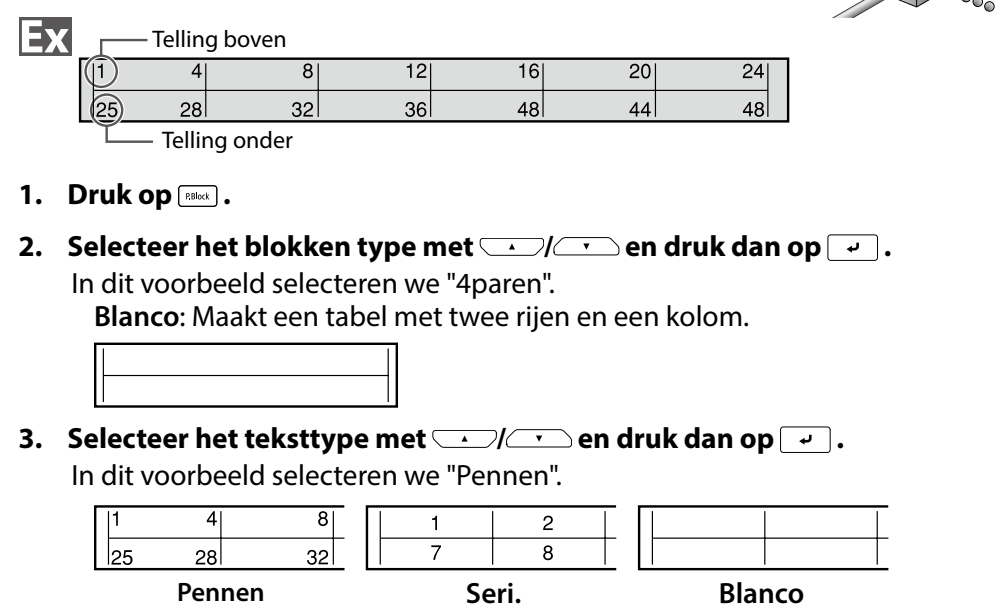 Ex
Telling boven
1 4 8 12 16 20 24
25 28 32 36 48 44 48
Telling onder
1. Druk op P.Block .
2. Selecteer het blokken type met / en druk dan op .
In dit voorbeeld selecteren we "4paren".
Blanco: Maakt een tabel met twee rijen en een kolom.
3. Selecteer het teksttype met / en druk dan op .
In dit voorbeeld selecteren we "Pennen".
1 4 8 1 2
25 28 32 7 8
Pennen Seri. Blanco